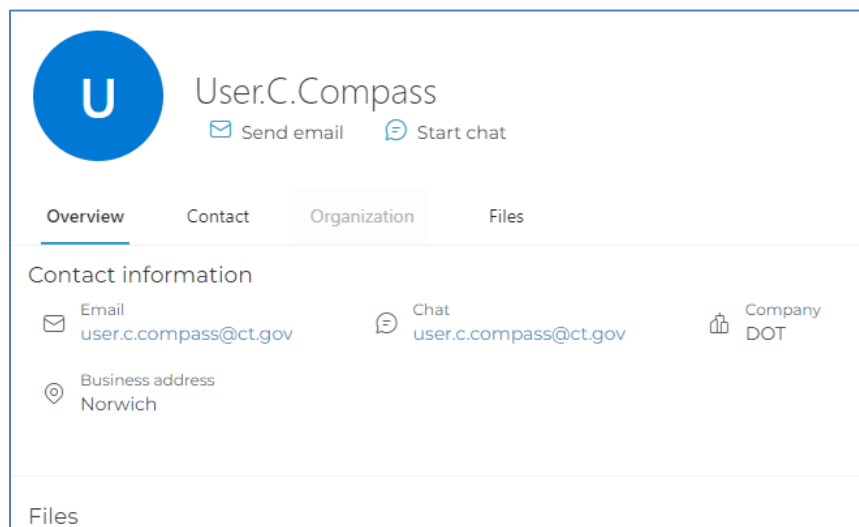 U
User.C.Compass
Send email Start chat
Overview Contact Organization Files
Contact information
Email Chat Company
user.c.compass@ct.gov user.c.compass@ct.gov DOT
Business address
Norwich
Files